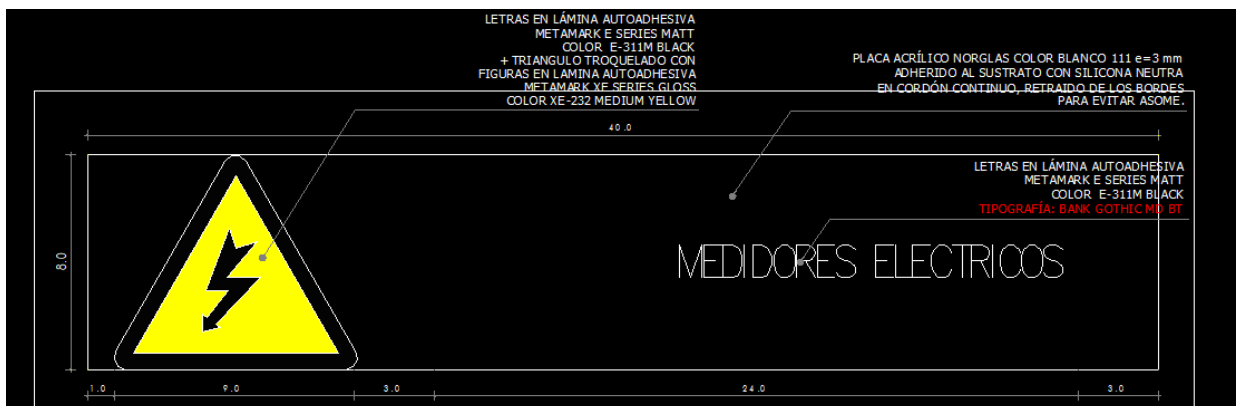 LETRAS EN LÁMINA AUTOADHESIVA
METAMARK E SERIES MATT
COLOR E-311M BLACK
+ TRIANGULO TROQUELADO CON
FIGURAS EN LAMINA AUTOADHESIVA
METAMARK XE SERIES GLOSS
COLOR XE-232 MEDIUM YELLOW
PLACA ACRÍLICO NORGLAS COLOR BLANCO 111 e=3 mm
ADHERIDO AL SUSTRATO CON SILICONA NEUTRA
EN CORDÓN CONTINUO, RETRAIDO DE LOS BORDES
PARA EVITAR ASOME.
40.0
LETRAS EN LÁMINA AUTOADHESIVA
METAMARK E SERIES MATT
COLOR E-311M BLACK
TIPOGRAFÍA: BANK GOTHIC MD BT
8.0
MEDIDORES ELECTRICOS
1.0 9.0 3.0 24.0 3.0